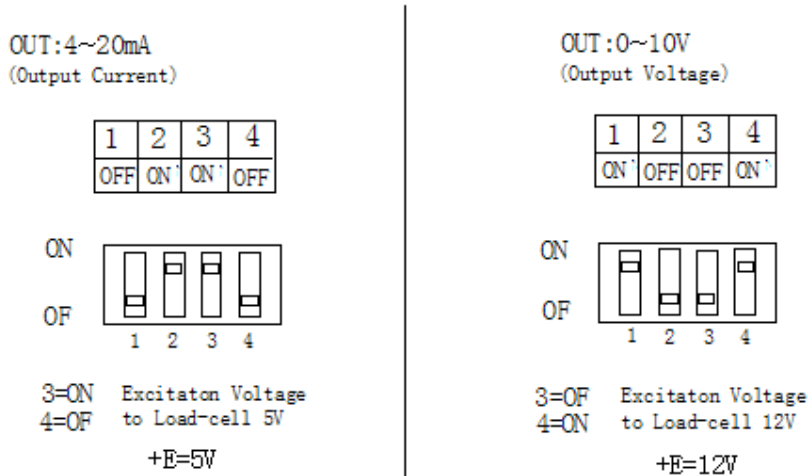 OUT:4~20mA
(Output Current)
1 2 3 4
OFF ON ON OFF
ON
OF
1 2 3 4
3=ON Excitaton Voltage
4=OF to Load-cell 5V
+E=5V
OUT:0~10V
(Output Voltage)
1 2 3 4
ON OFF OFF ON
ON
OF
1 2 3 4
3=OF Excitaton Voltage
4=ON to Load-cell 12V
+E=12V